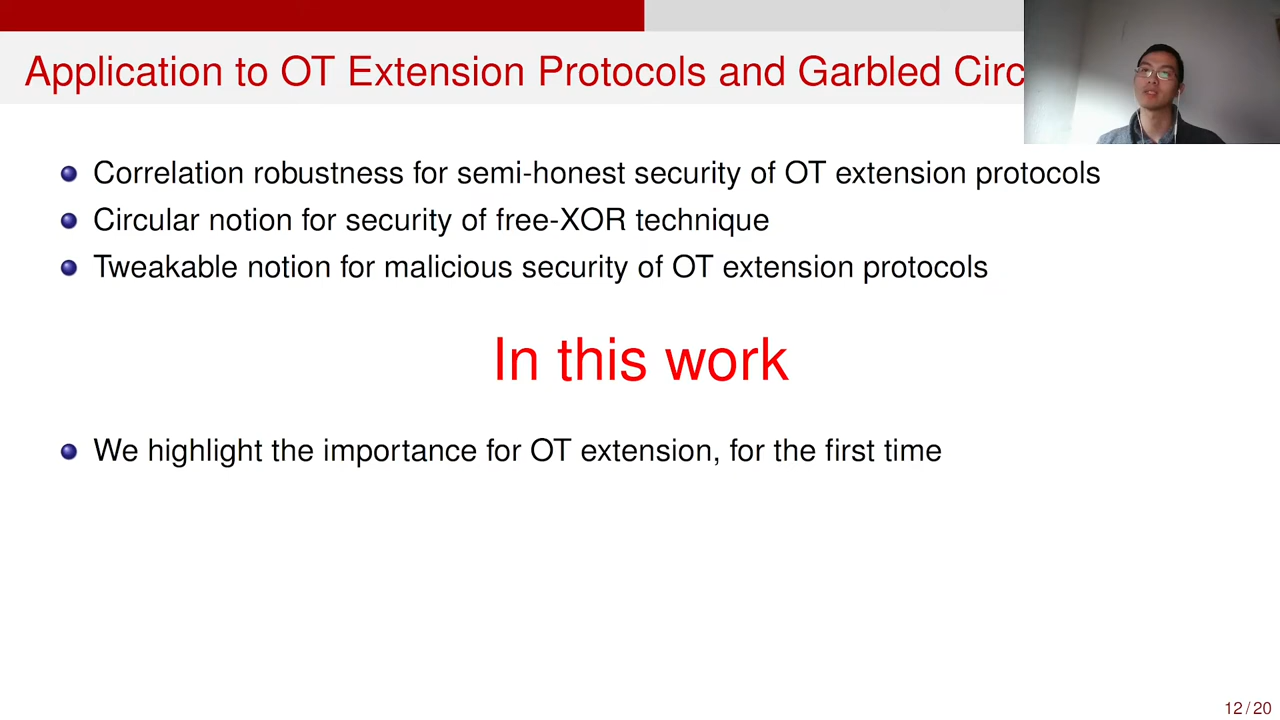 Application to OT Extension Protocols and Garbled Circ
Correlation robustness for semi-honest security of OT extension protocols
Circular notion for security of free-XOR technique
Tweakable notion for malicious security of OT extension protocols
In this work
We highlight the importance for OT extension, for the first time
12 / 20